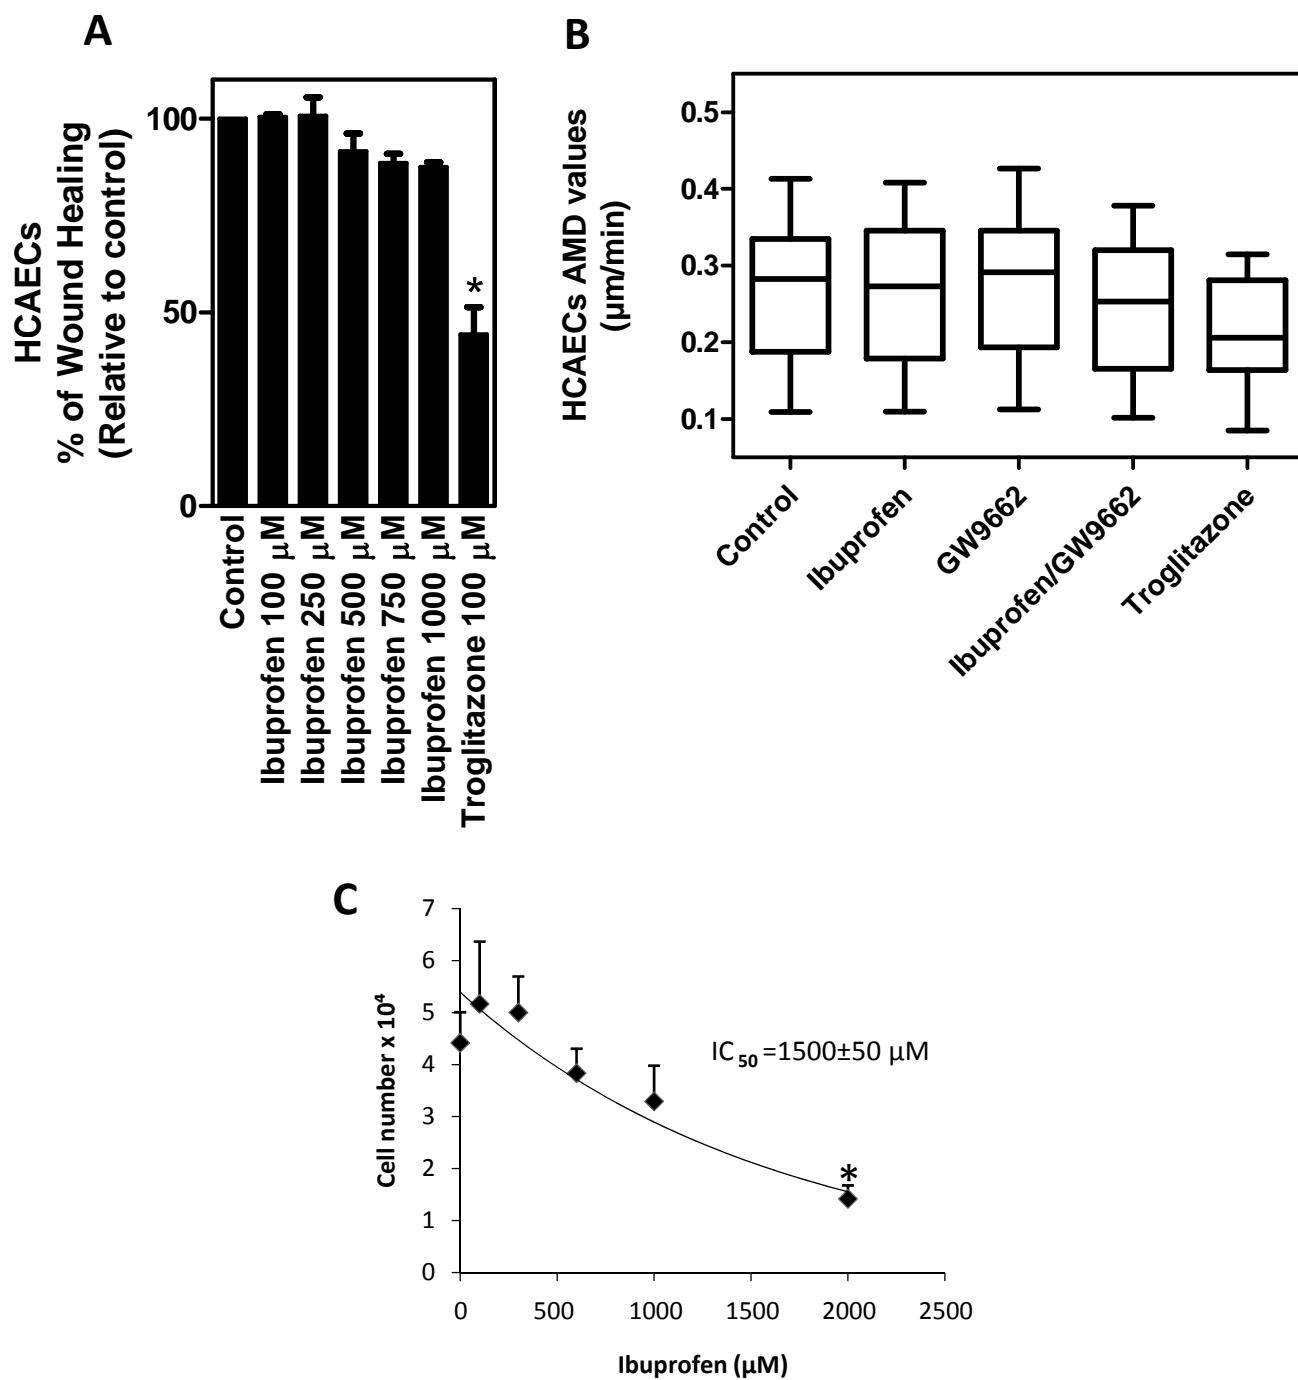 A
HCAECs
% of Wound Healing
(Relative to control)
100
50
0
*
Control
Ibuprofen 100 μM
Ibuprofen 250 μM
Ibuprofen 500 μM
Ibuprofen 750 μM
Ibuprofen 1000 μM
Troglitazone 100 μM
B
HCAECs AMD values
(μm/min)
0.5
0.4
0.3
0.2
0.1
Control
Ibuprofen
GW9662
Ibuprofen/GW9662
Troglitazone
C
Cell number x 10⁴
7
6
5
4
3
2
1
0
IC₅₀=1500±50 μM
*
0 500 1000 1500 2000 2500
Ibuprofen (μM)